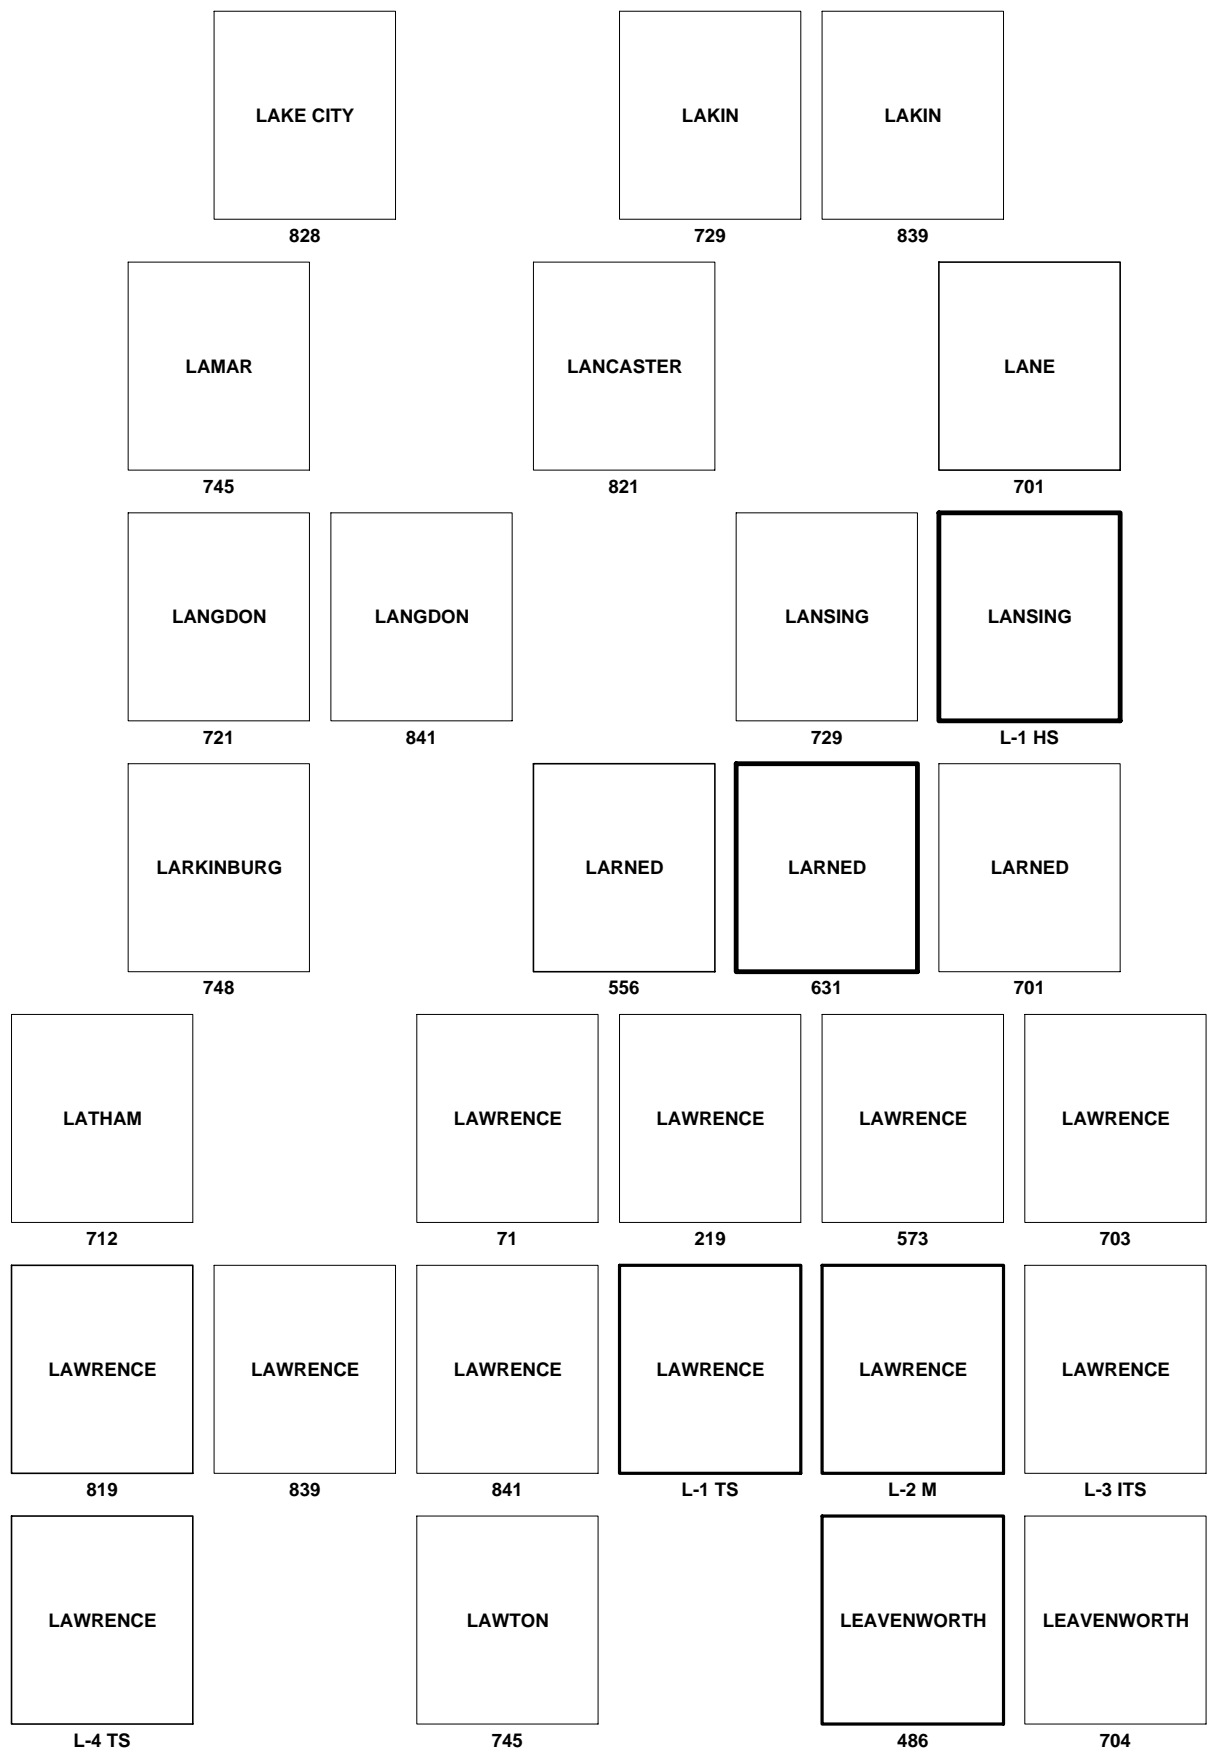 LAKE CITY LAKIN LAKIN
828 729 839
LAMAR LANCASTER LANE
745 821 701
LANGDON LANGDON LANSING LANSING
721 841 729 L-1 HS
LARKINBURG LARNED LARNED LARNED
748 556 631 701
LATHAM LAWRENCE LAWRENCE LAWRENCE LAWRENCE
712 71 219 573 703
LAWRENCE LAWRENCE LAWRENCE LAWRENCE LAWRENCE LAWRENCE
819 839 841 L-1 TS L-2 M L-3 ITS
LAWRENCE LAWTON LEAVENWORTH LEAVENWORTH
L-4 TS 745 486 704